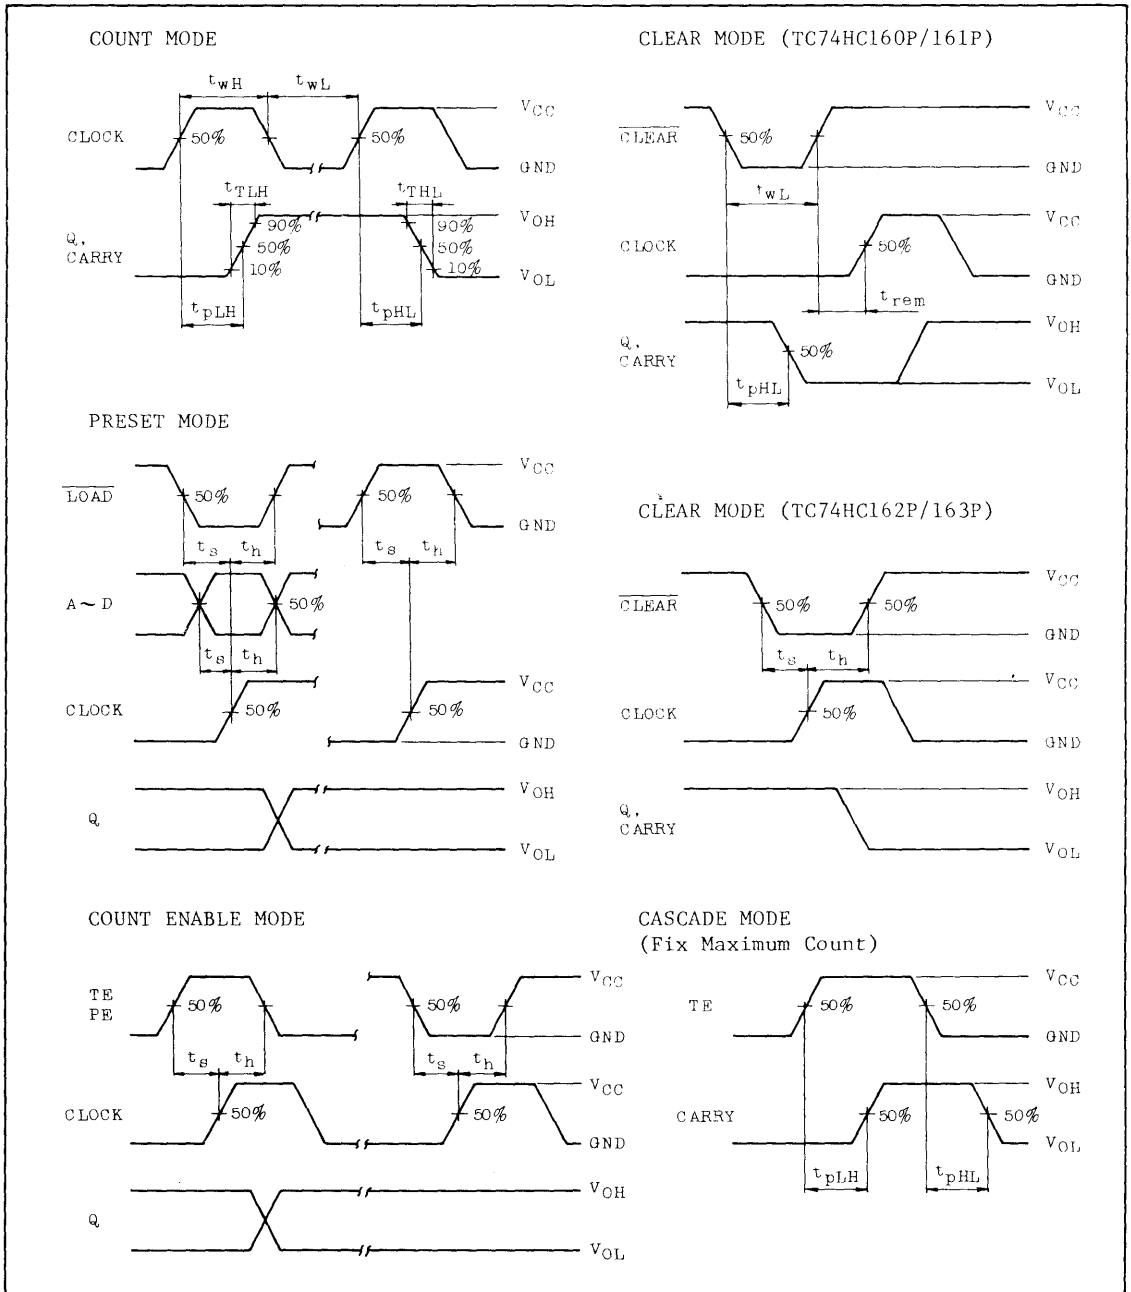 COUNT MODE
t_wH t_wL
V_CC
CLOCK 50% 50%
GND
t_TLH t_THL
V_OH
90% 90%
Q,
CARRY
50% 50%
10% 10%
V_OL
t_pLH t_pHL
PRESET MODE
V_CC
LOAD 50% 50%
GND
t_s t_h t_s t_h
A~D 50%
t_s t_h
V_CC
CLOCK 50% 50%
GND
V_OH
Q
V_OL
COUNT ENABLE MODE
V_CC
TE
PE
50% 50%
GND
t_s t_h t_s t_h
V_CC
CLOCK 50% 50%
GND
V_OH
Q
V_OL
CLEAR MODE (TC74HC160P/161P)
V_CC
CLEAR 50%
GND
t_wL
V_CC
CLOCK 50%
GND
t_rem
V_OH
Q,
CARRY
50%
V_OL
t_pHL
CLEAR MODE (TC74HC162P/163P)
V_CC
CLEAR 50% 50%
GND
t_s t_h
V_CC
CLOCK 50%
GND
V_OH
Q,
CARRY
V_OL
CASCADE MODE
(Fix Maximum Count)
V_CC
TE 50% 50%
GND
V_OH
CARRY 50% 50%
V_OL
t_pLH t_pHL